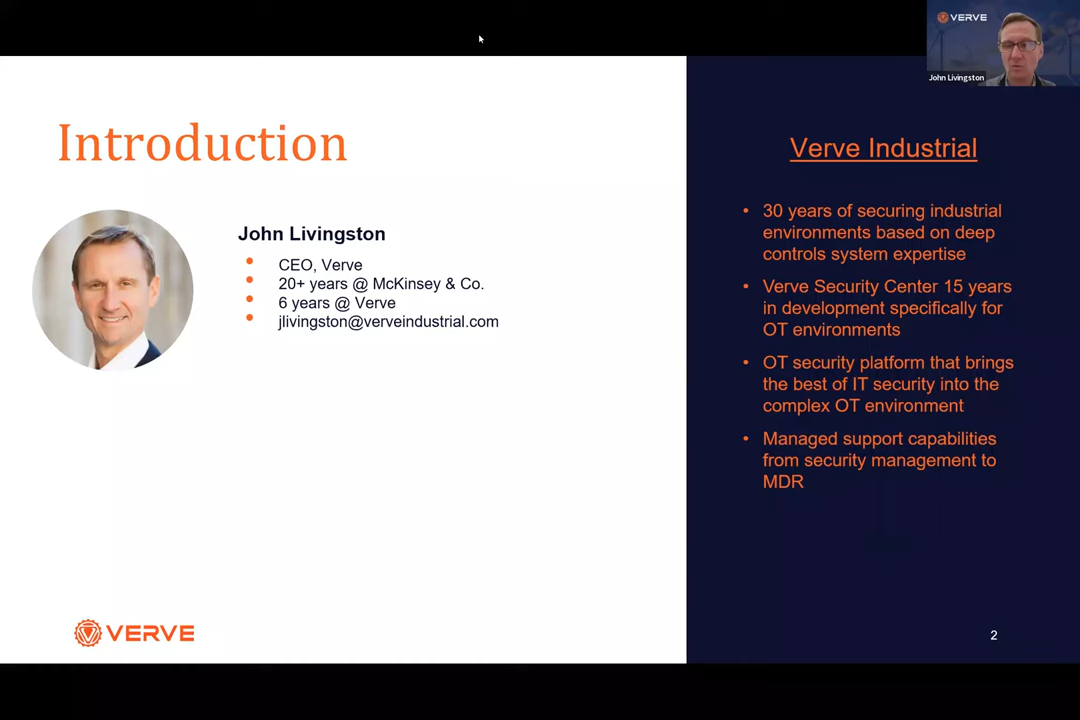 VERVE
John Livingston
Introduction
John Livingston
• CEO, Verve
• 20+ years @ McKinsey & Co.
• 6 years @ Verve
• jlivingston@verveindustrial.com
Verve Industrial
• 30 years of securing industrial
environments based on deep
controls system expertise
• Verve Security Center 15 years
in development specifically for
OT environments
• OT security platform that brings
the best of IT security into the
complex OT environment
• Managed support capabilities
from security management to
MDR
VERVE
2